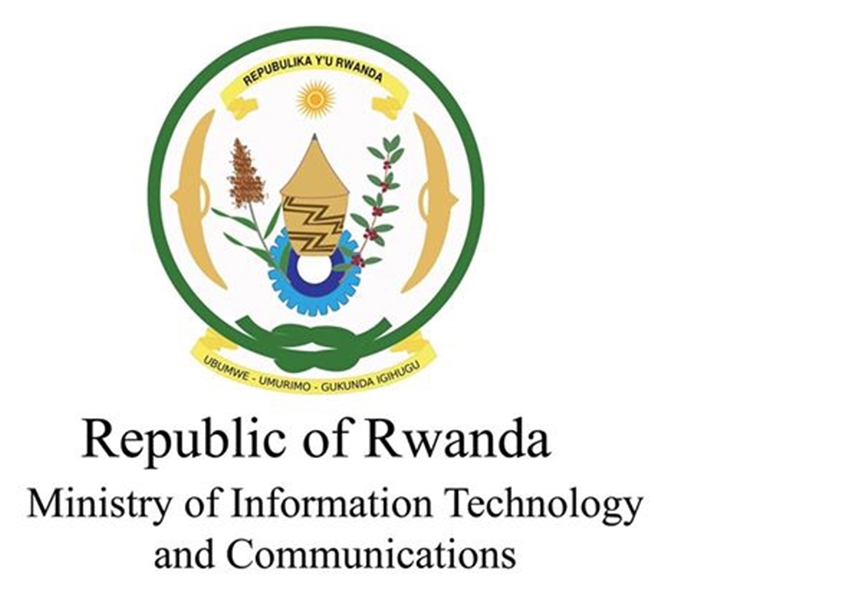 REPUBULIKA Y'U RWANDA
UBUMWE - UMURIMO - GUKUNDA IGIHUGU
Republic of Rwanda
Ministry of Information Technology
and Communications